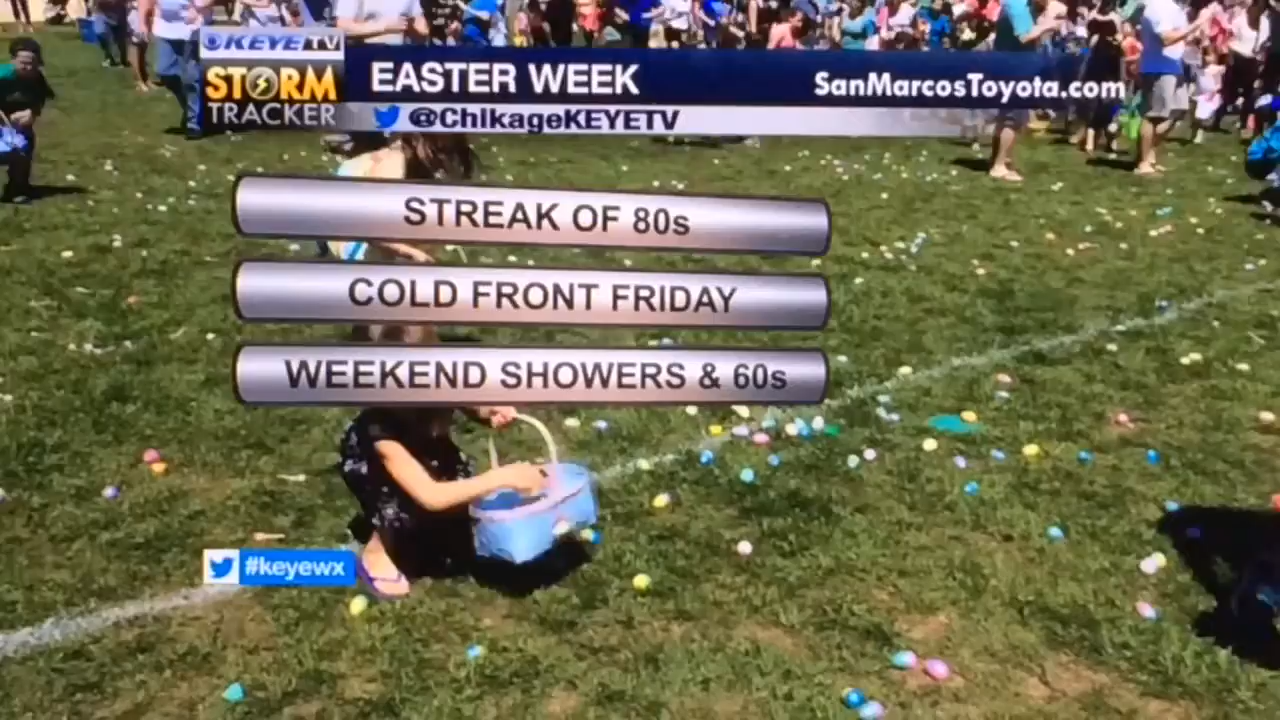 KEYE TV
STORM
TRACKER
EASTER WEEK
SanMarcosToyota.com
@ChikageKEYETV
STREAK OF 80s
COLD FRONT FRIDAY
WEEKEND SHOWERS & 60s
#keyewx